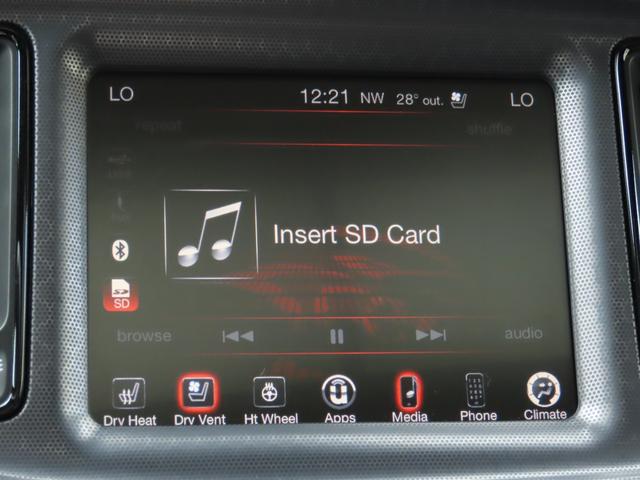 LO 12:21 NW 28° out. LO
repeat shuffle
USB
Insert SD Card
SD
browse audio
Drv Heat Drv Vent Ht Wheel Apps Media Phone Climate